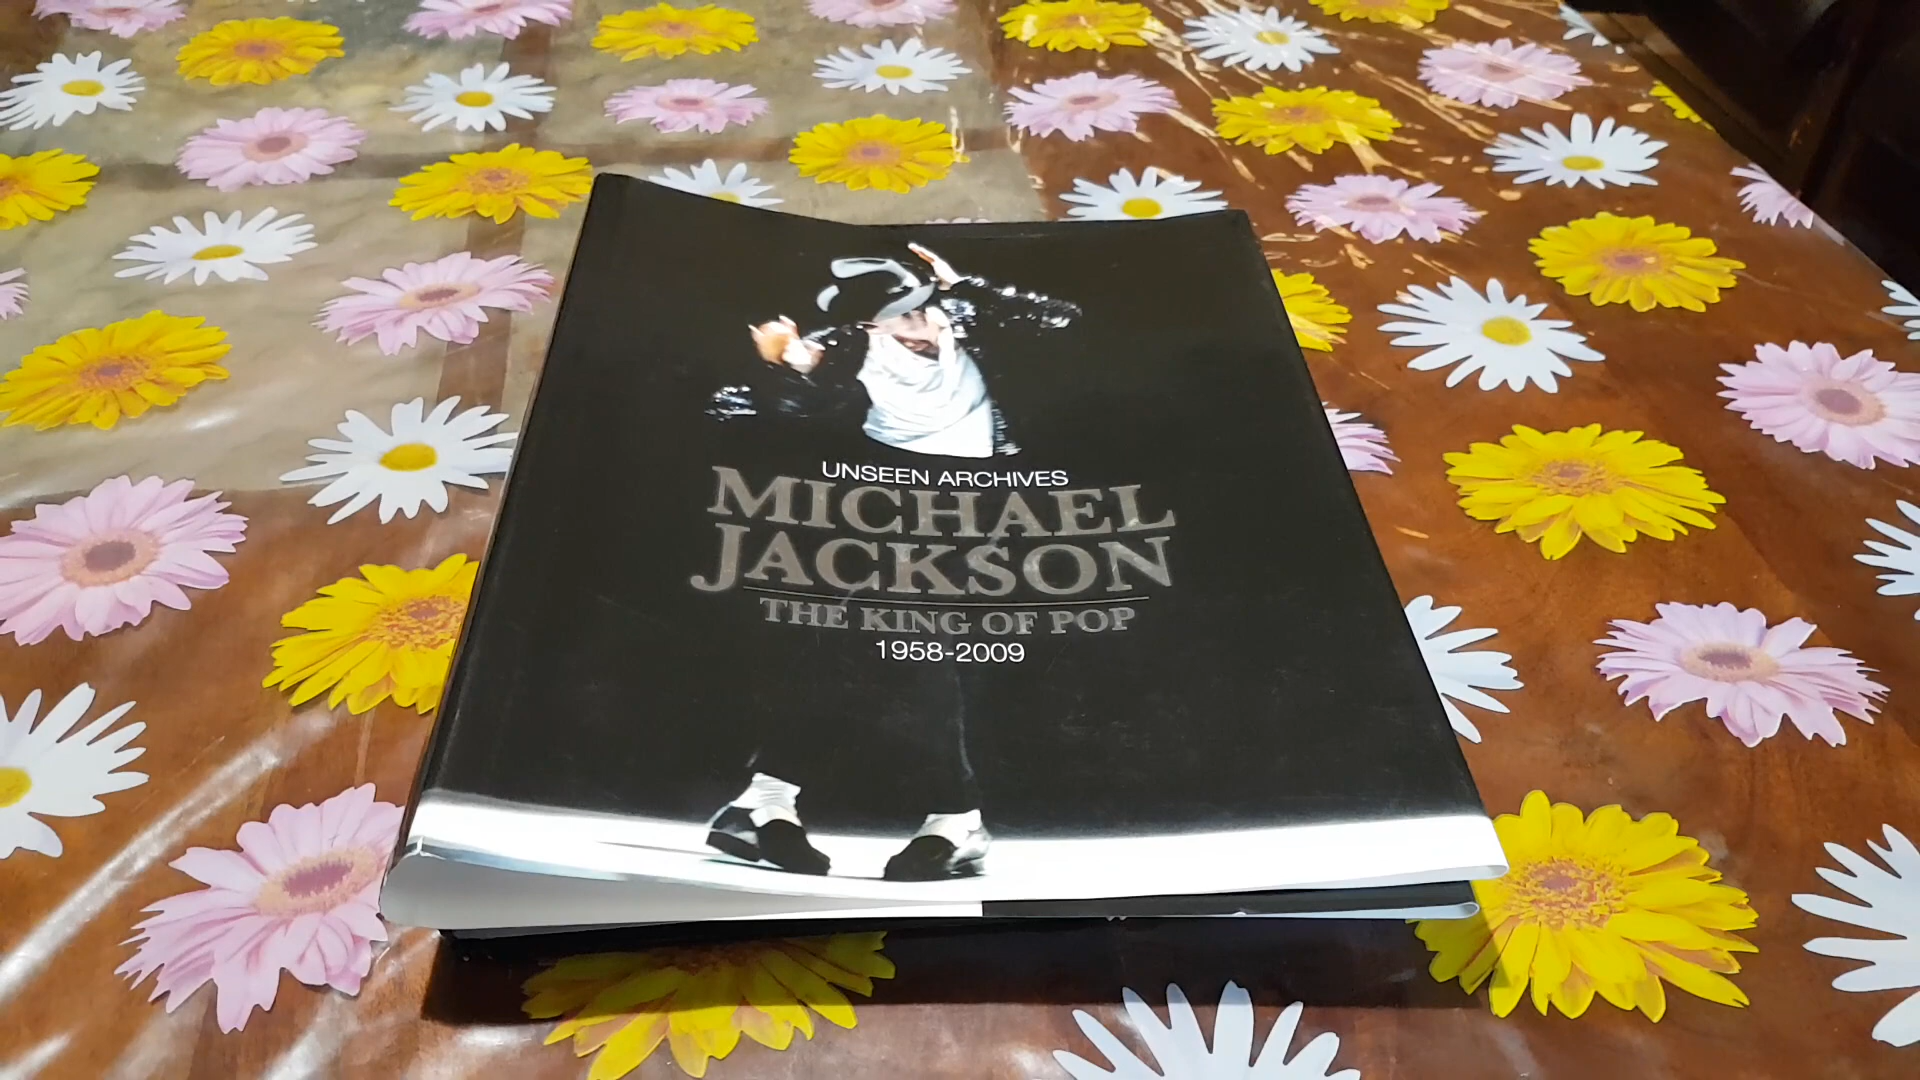 UNSEEN ARCHIVES
MICHAEL
JACKSON
THE KING OF POP
1958-2009